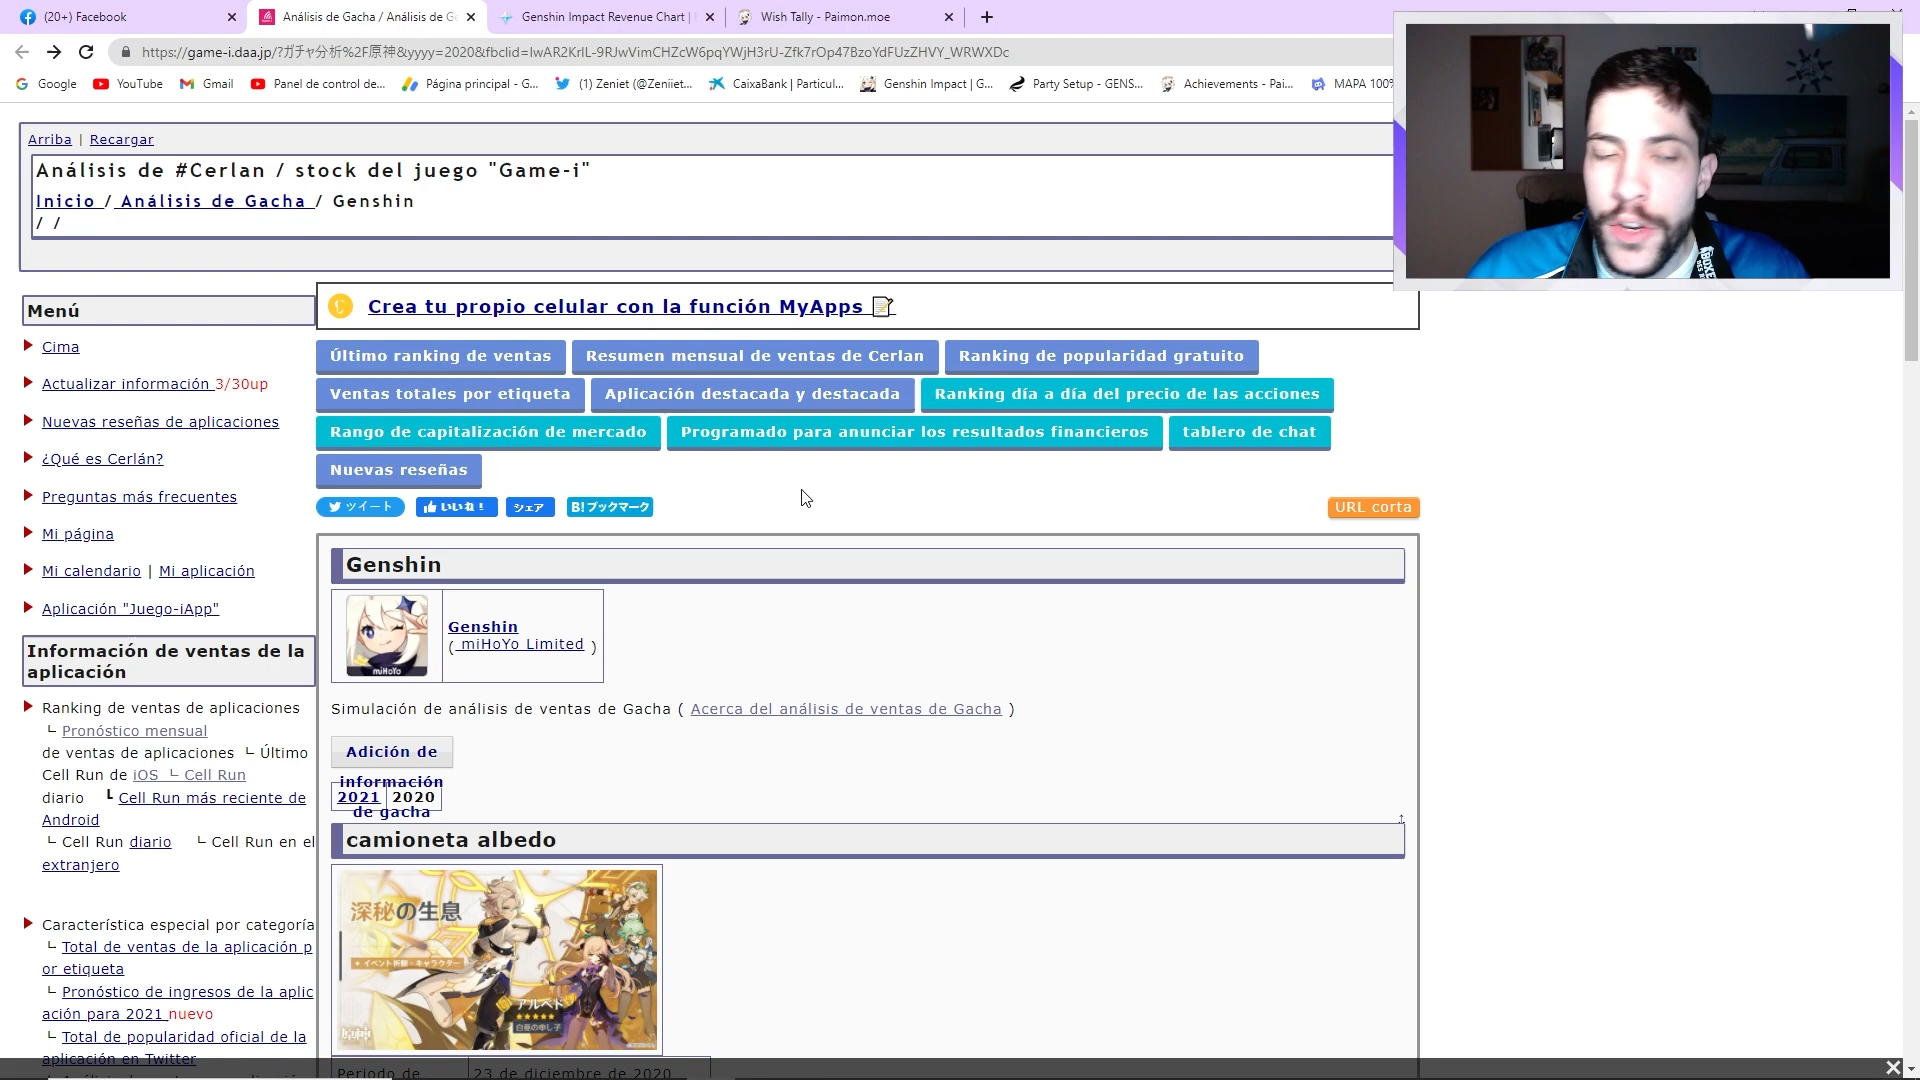 (20+) Facebook
Análisis de Gacha / Análisis de G
Genshin Impact Revenue Chart |
Wish Tally - Paimon.moe
https://game-i.daa.jp/?ガチャ分析%2F原神&yyyy=2020&fbclid=IwAR2KrIL-9RJwVimCHZcW6pqYWjH3rU-Zfk7rOp47BzoYdFUzZHVY_WRWXDc
Google
YouTube
Gmail
Panel de control de...
Página principal - G...
(1) Zeniet (@Zeniiet...
CaixaBank | Particul...
Genshin Impact | G...
Party Setup - GENS...
Achievements - Pai...
MAPA 100%
Arriba | Recargar
Análisis de #Cerlan / stock del juego "Game-i"
Inicio / Análisis de Gacha / Genshin
/ /
Menú
Cima
Actualizar información 3/30up
Nuevas reseñas de aplicaciones
¿Qué es Cerlán?
Preguntas más frecuentes
Mi página
Mi calendario | Mi aplicación
Aplicación "Juego-iApp"
Información de ventas de la
aplicación
Ranking de ventas de aplicaciones
└ Pronóstico mensual
de ventas de aplicaciones └ Último
Cell Run de iOS └ Cell Run
diario └ Cell Run más reciente de
Android
└ Cell Run diario └ Cell Run en el
extranjero
Característica especial por categoría
└ Total de ventas de la aplicación p
or etiqueta
└ Pronóstico de ingresos de la aplic
ación para 2021 nuevo
└ Total de popularidad oficial de la
aplicación en Twitter
Crea tu propio celular con la función MyApps
Último ranking de ventas
Resumen mensual de ventas de Cerlan
Ranking de popularidad gratuito
Ventas totales por etiqueta
Aplicación destacada y destacada
Ranking día a día del precio de las acciones
Rango de capitalización de mercado
Programado para anunciar los resultados financieros
tablero de chat
Nuevas reseñas
ツイート
いいね！
シェア
B! ブックマーク
URL corta
Genshin
miHoYo
Genshin
( miHoYo Limited )
Simulación de análisis de ventas de Gacha ( Acerca del análisis de ventas de Gacha )
Adición de
información
de gacha
2021 2020
camioneta albedo
深秘の生息
イベント祈願・キャラクター
アルベド
★★★★★
白亜の申し子
原神
Periodo de
23 de diciembre de 2020